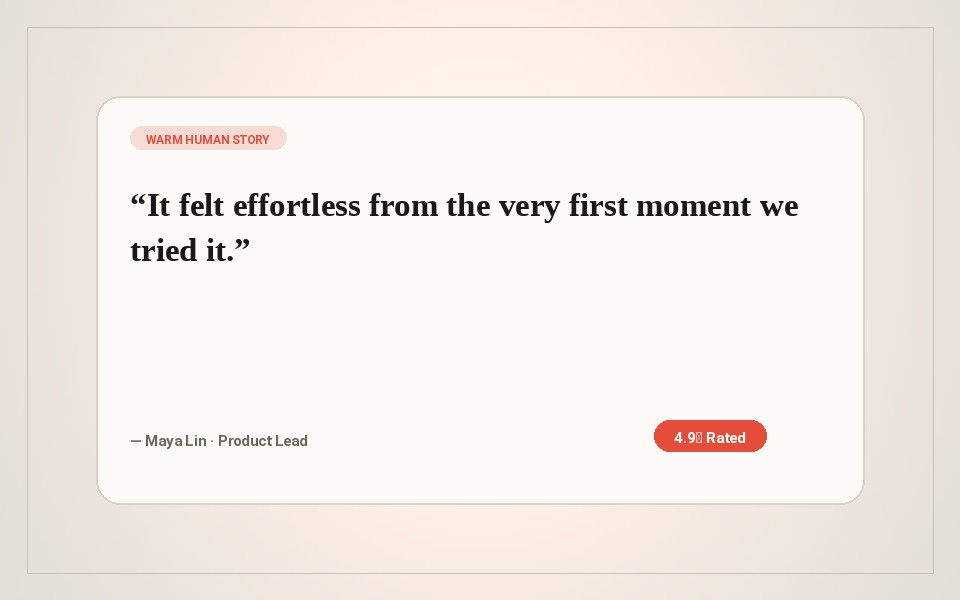 WARM HUMAN STORY
“It felt effortless from the very first moment we
tried it.”
— Maya Lin · Product Lead
4.9▯ Rated